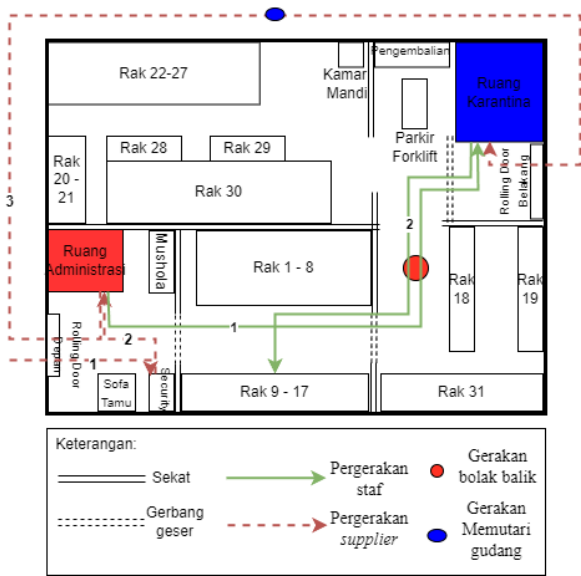 Rak 22-27
Kamar
Mandi
Pengembalian
Ruang
Karantina
Parkir
Forklift
Rolling Door
Belakang
Rak
20 -
21
Rak 28
Rak 29
Rak 30
3
2
Ruang
Administrasi
Mushola
Rak 1 - 8
Rak
18
Rak
19
1
2
1
Rolling Door
Depan
Sofa
Tamu
Security
Rak 9 - 17
Rak 31
Keterangan:
Sekat
Gerbang
geser
Pergerakan
staf
Pergerakan
supplier
Gerakan
bolak balik
Gerakan
Memutari
gudang